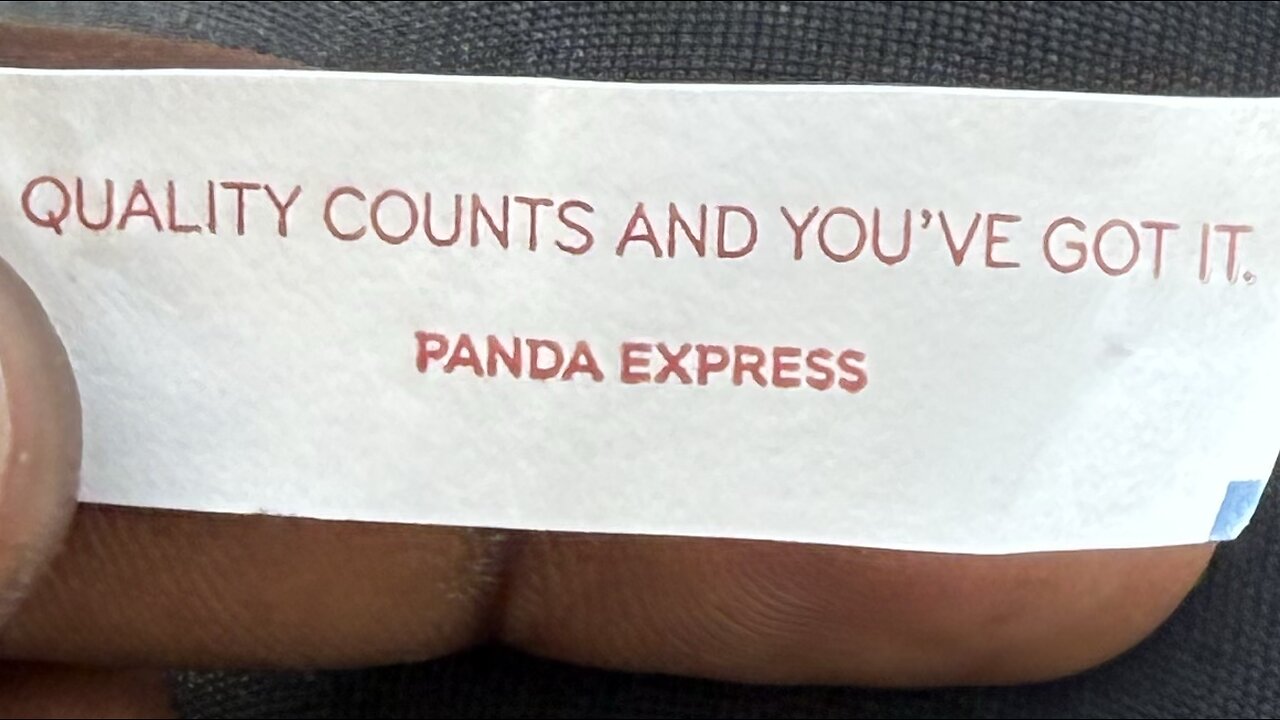 QUALITY COUNTS AND YOU'VE GOT IT.
PANDA EXPRESS